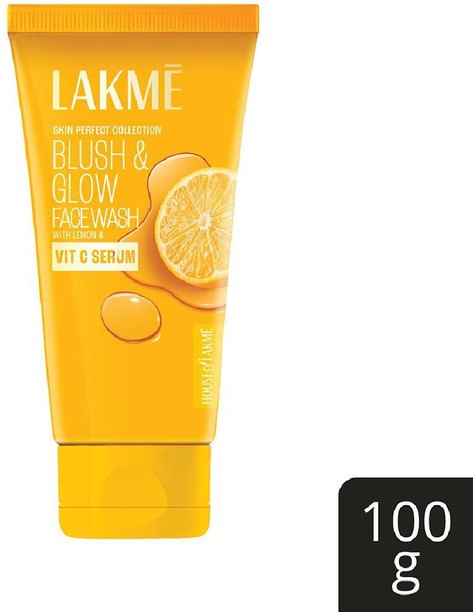 LAKMĒ
SKIN PERFECT COLLECTION
BLUSH &
GLOW
FACE WASH
WITH LEMON &
VIT C SERUM
HOUSE of LAKMĒ
100
g